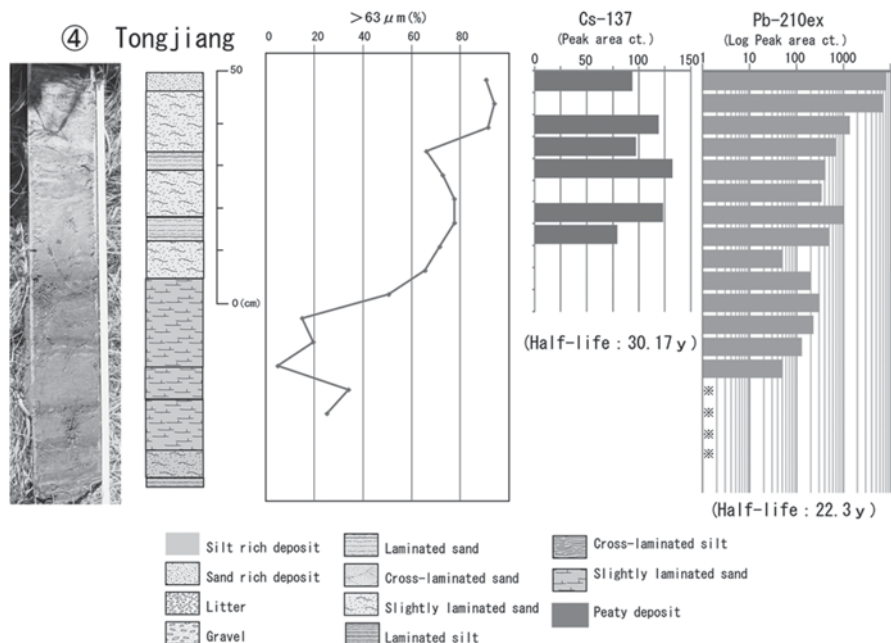 ④ Tongjiang
>63μm(%)
0 20 40 60 80
50
0(cm)
Cs-137
(Peak area ct.)
0 50 100 150
(Half-life : 30.17y)
Pb-210ex
(Log Peak area ct.)
1 10 100 1000
※
※
※
※
(Half-life : 22.3y)
Silt rich deposit
Sand rich deposit
Litter
Gravel
Laminated sand
Cross-laminated sand
Slightly laminated sand
Laminated silt
Cross-laminated silt
Slightly laminated sand
Peaty deposit